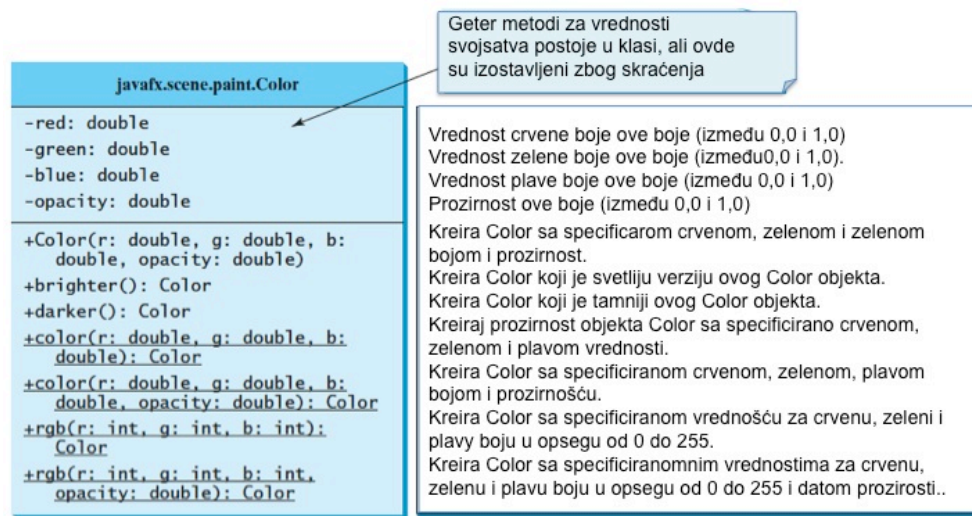 Geter metodi za vrednosti
svojsatva postoje u klasi, ali ovde
su izostavljeni zbog skraćenja
javafx.scene.paint.Color
-red: double
-green: double
-blue: double
-opacity: double
+Color(r: double, g: double, b:
double, opacity: double)
+brighter(): Color
+darker(): Color
+color(r: double, g: double, b:
double): Color
+color(r: double, g: double, b:
double, opacity: double): Color
+rgb(r: int, g: int, b: int):
Color
+rgb(r: int, g: int, b: int,
opacity: double): Color
Vrednost crvene boje ove boje (između 0,0 i 1,0)
Vrednost zelene boje ove boje (između0,0 i 1,0).
Vrednost plave boje ove boje (između 0,0 i 1,0)
Prozirnost ove boje (između 0,0 i 1,0)
Kreira Color sa specificarom crvenom, zelenom i zelenom
bojom i prozirnost.
Kreira Color koji je svetliju verziju ovog Color objekta.
Kreira Color koji je tamniji ovog Color objekta.
Kreiraj prozirnost objekta Color sa specificirano crvenom,
zelenom i plavom vrednosti.
Kreira Color sa specificiranom crvenom, zelenom, plavom
bojom i prozirnošću.
Kreira Color sa specificiranom vrednošću za crvenu, zeleni i
plavy boju u opsegu od 0 do 255.
Kreira Color sa specificiranomnim vrednostima za crvenu,
zelenu i plavu boju u opsegu od 0 do 255 i datom prozirosti..